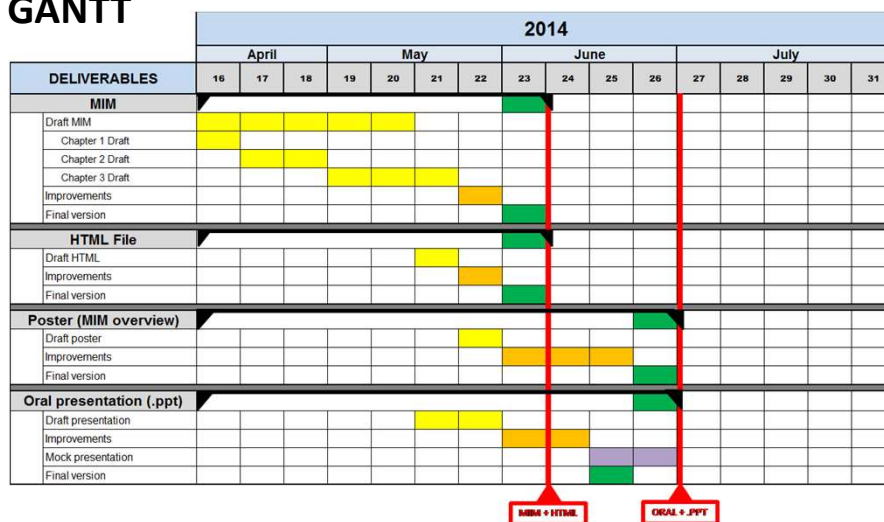 GANTT
2014
April May June July
DELIVERABLES 16 17 18 19 20 21 22 23 24 25 26 27 28 29 30 31
MIM
Draft MIM
Chapter 1 Draft
Chapter 2 Draft
Chapter 3 Draft
Improvements
Final version
HTML File
Draft HTML
Improvements
Final version
Poster (MIM overview)
Draft poster
Improvements
Final version
Oral presentation (.ppt)
Draft presentation
Improvements
Mock presentation
Final version
MIM + HTML ORAL + .PPT